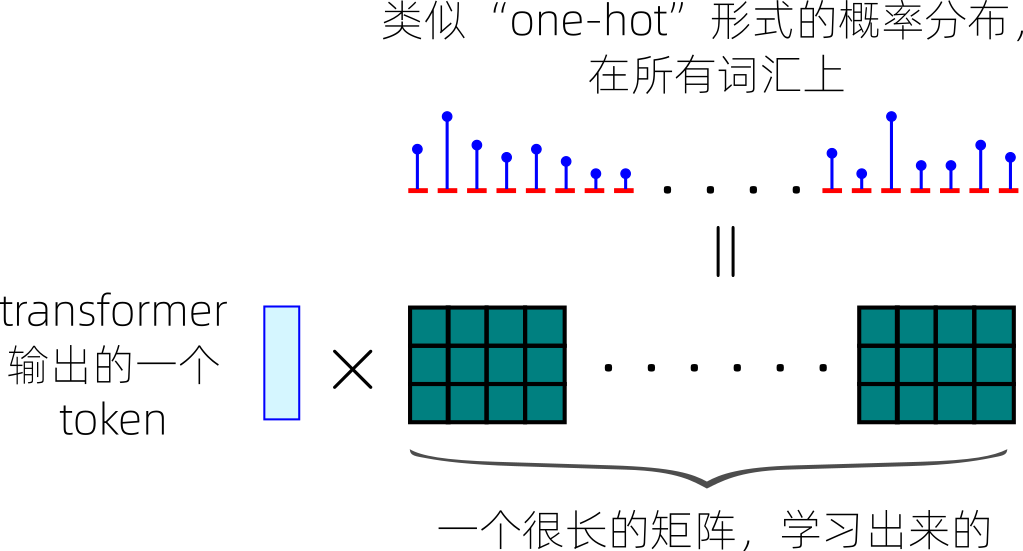 类似“one-hot”形式的概率分布，
在所有词汇上
transformer
输出的一个
token
一个很长的矩阵，学习出来的